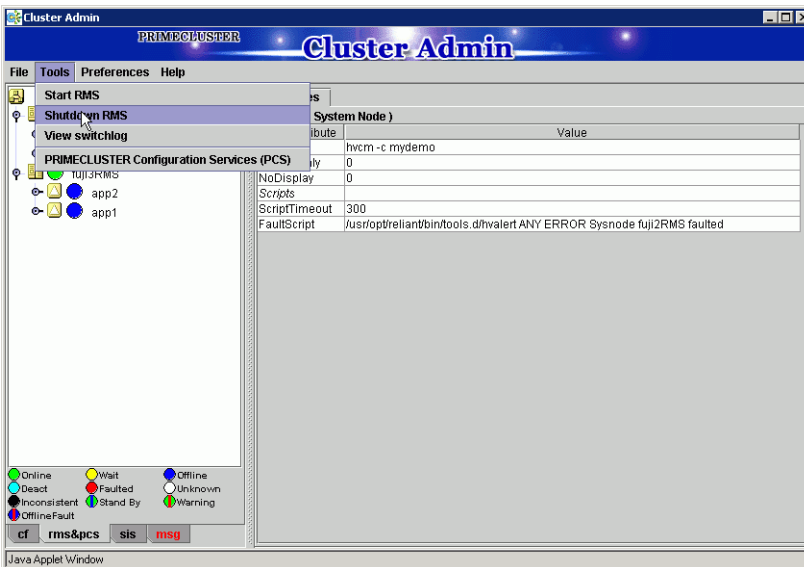 Cluster Admin
PRIMECLUSTER
Cluster Admin
File Tools Preferences Help
Start RMS
Shutdown RMS
View switchlog
PRIMECLUSTER Configuration Services (PCS)
es
System Node )
ibute Value
hvcm -c mydemo
ly 0
NoDisplay 0
Scripts
ScriptTimeout 300
FaultScript /usr/opt/reliant/bin/tools.d/hvalert ANY ERROR Sysnode fuji2RMS faulted
fuji3RMS
app2
app1
Online Wait Offline
Deact Faulted Unknown
Inconsistent Stand By Warning
OfflineFault
cf rms&pcs sis msg
Java Applet Window